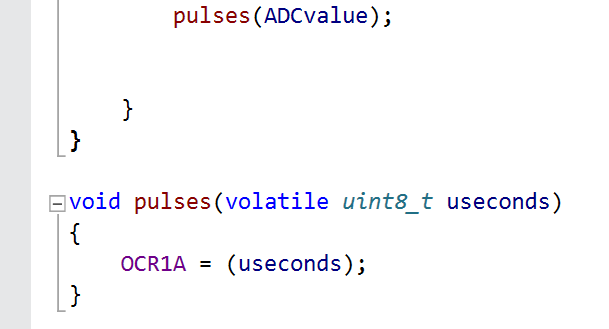 pulses(ADCvalue);
}
}
void pulses(volatile uint8_t useconds)
{
OCR1A = (useconds);
}